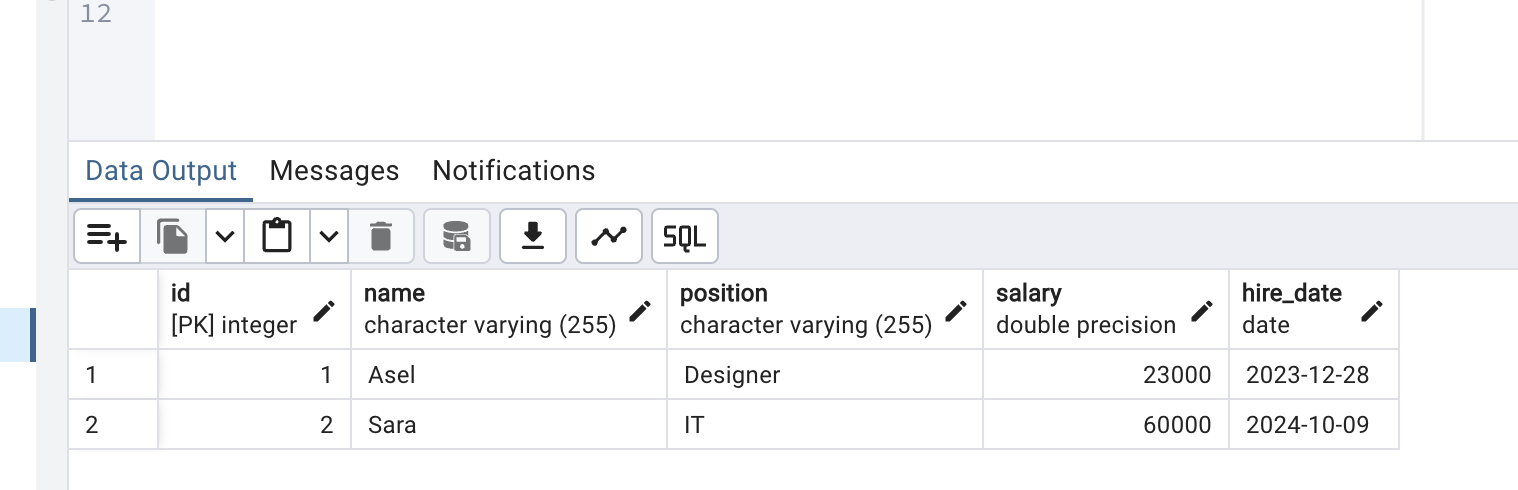 12
Data Output Messages Notifications
SQL
id name position salary hire_date
[PK] integer character varying (255) character varying (255) double precision date
1 1 Asel Designer 23000 2023-12-28
2 2 Sara IT 60000 2024-10-09